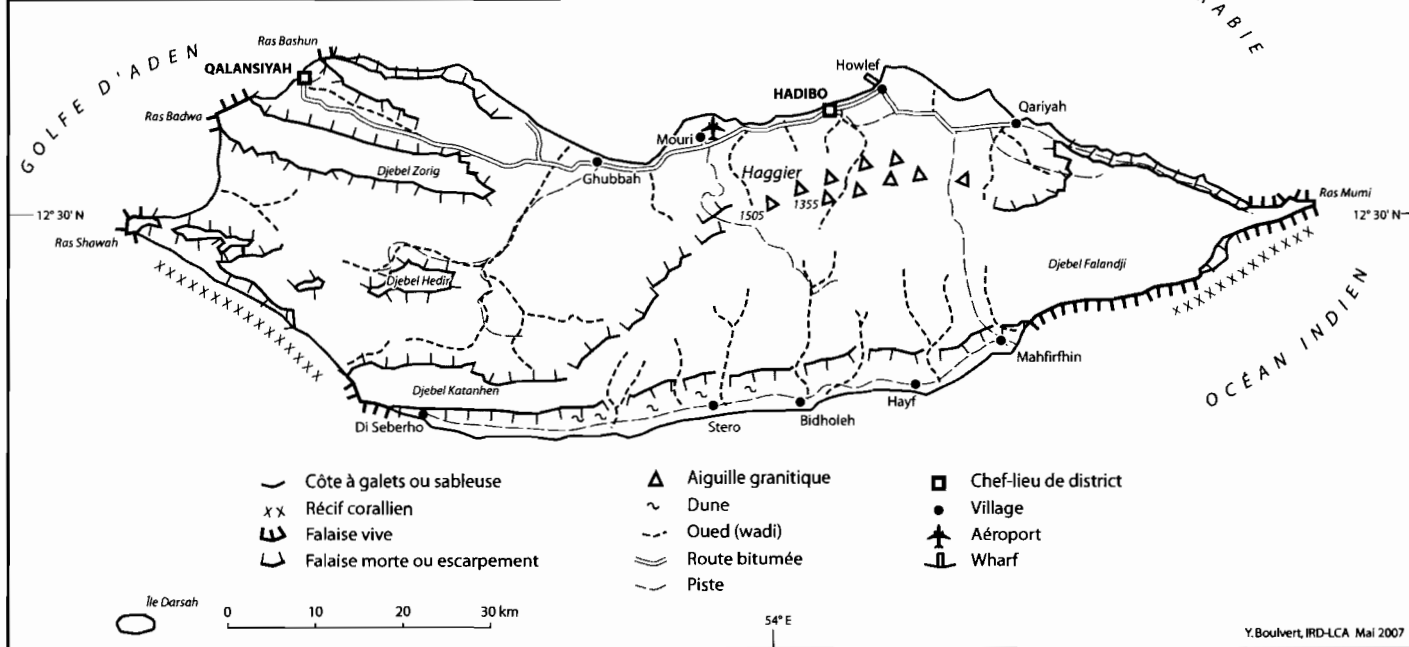 ABIE
Ras Bashun
GOLFE D'ADEN
QALANSIYAH
Howlef
HADIBO
Ras Badwa
Mouri
Qariyah
Djebel Zorig
Ghubbah
Haggier
Ras Mumi
12° 30' N
1505
1355
12° 30' N
Ras Shawah
Djebel Hedir
Djebel Falandji
OCÉAN INDIEN
Mahfirfhin
Djebel Katanhen
Hayf
Di Seberho
Stero
Bidholeh
Côte à galets ou sableuse
Récif corallien
Falaise vive
Falaise morte ou escarpement
Aiguille granitique
Dune
Oued (wadi)
Route bitumée
Piste
Chef-lieu de district
Village
Aéroport
Wharf
Île Darsah
0 10 20 30 km
54° E
Y.Boulvert, IRD-LCA Mai 2007